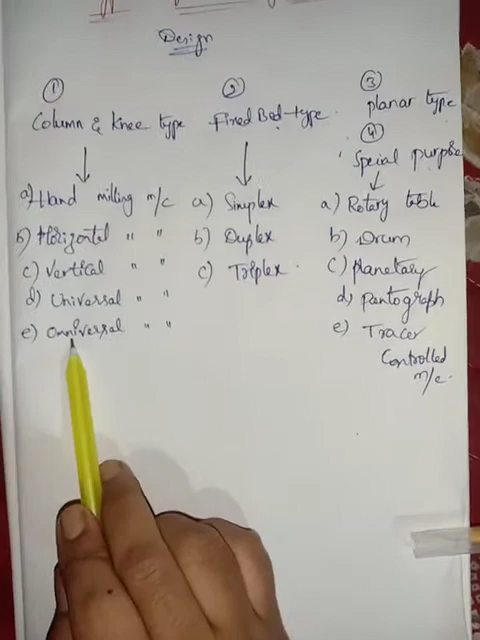 Design
①
Column & Knee type
a) Hand milling m/c
b) Horizontal " "
c) Vertical " "
d) Universal " "
e) Omniversal " "
②
Fixed Bed-type
a) Simplex
b) Duplex
c) Triplex
③
planar type
④
Special purpose
a) Rotary table
b) Drum
c) planetary
d) pantograph
e) Tracer
Controlled
m/c